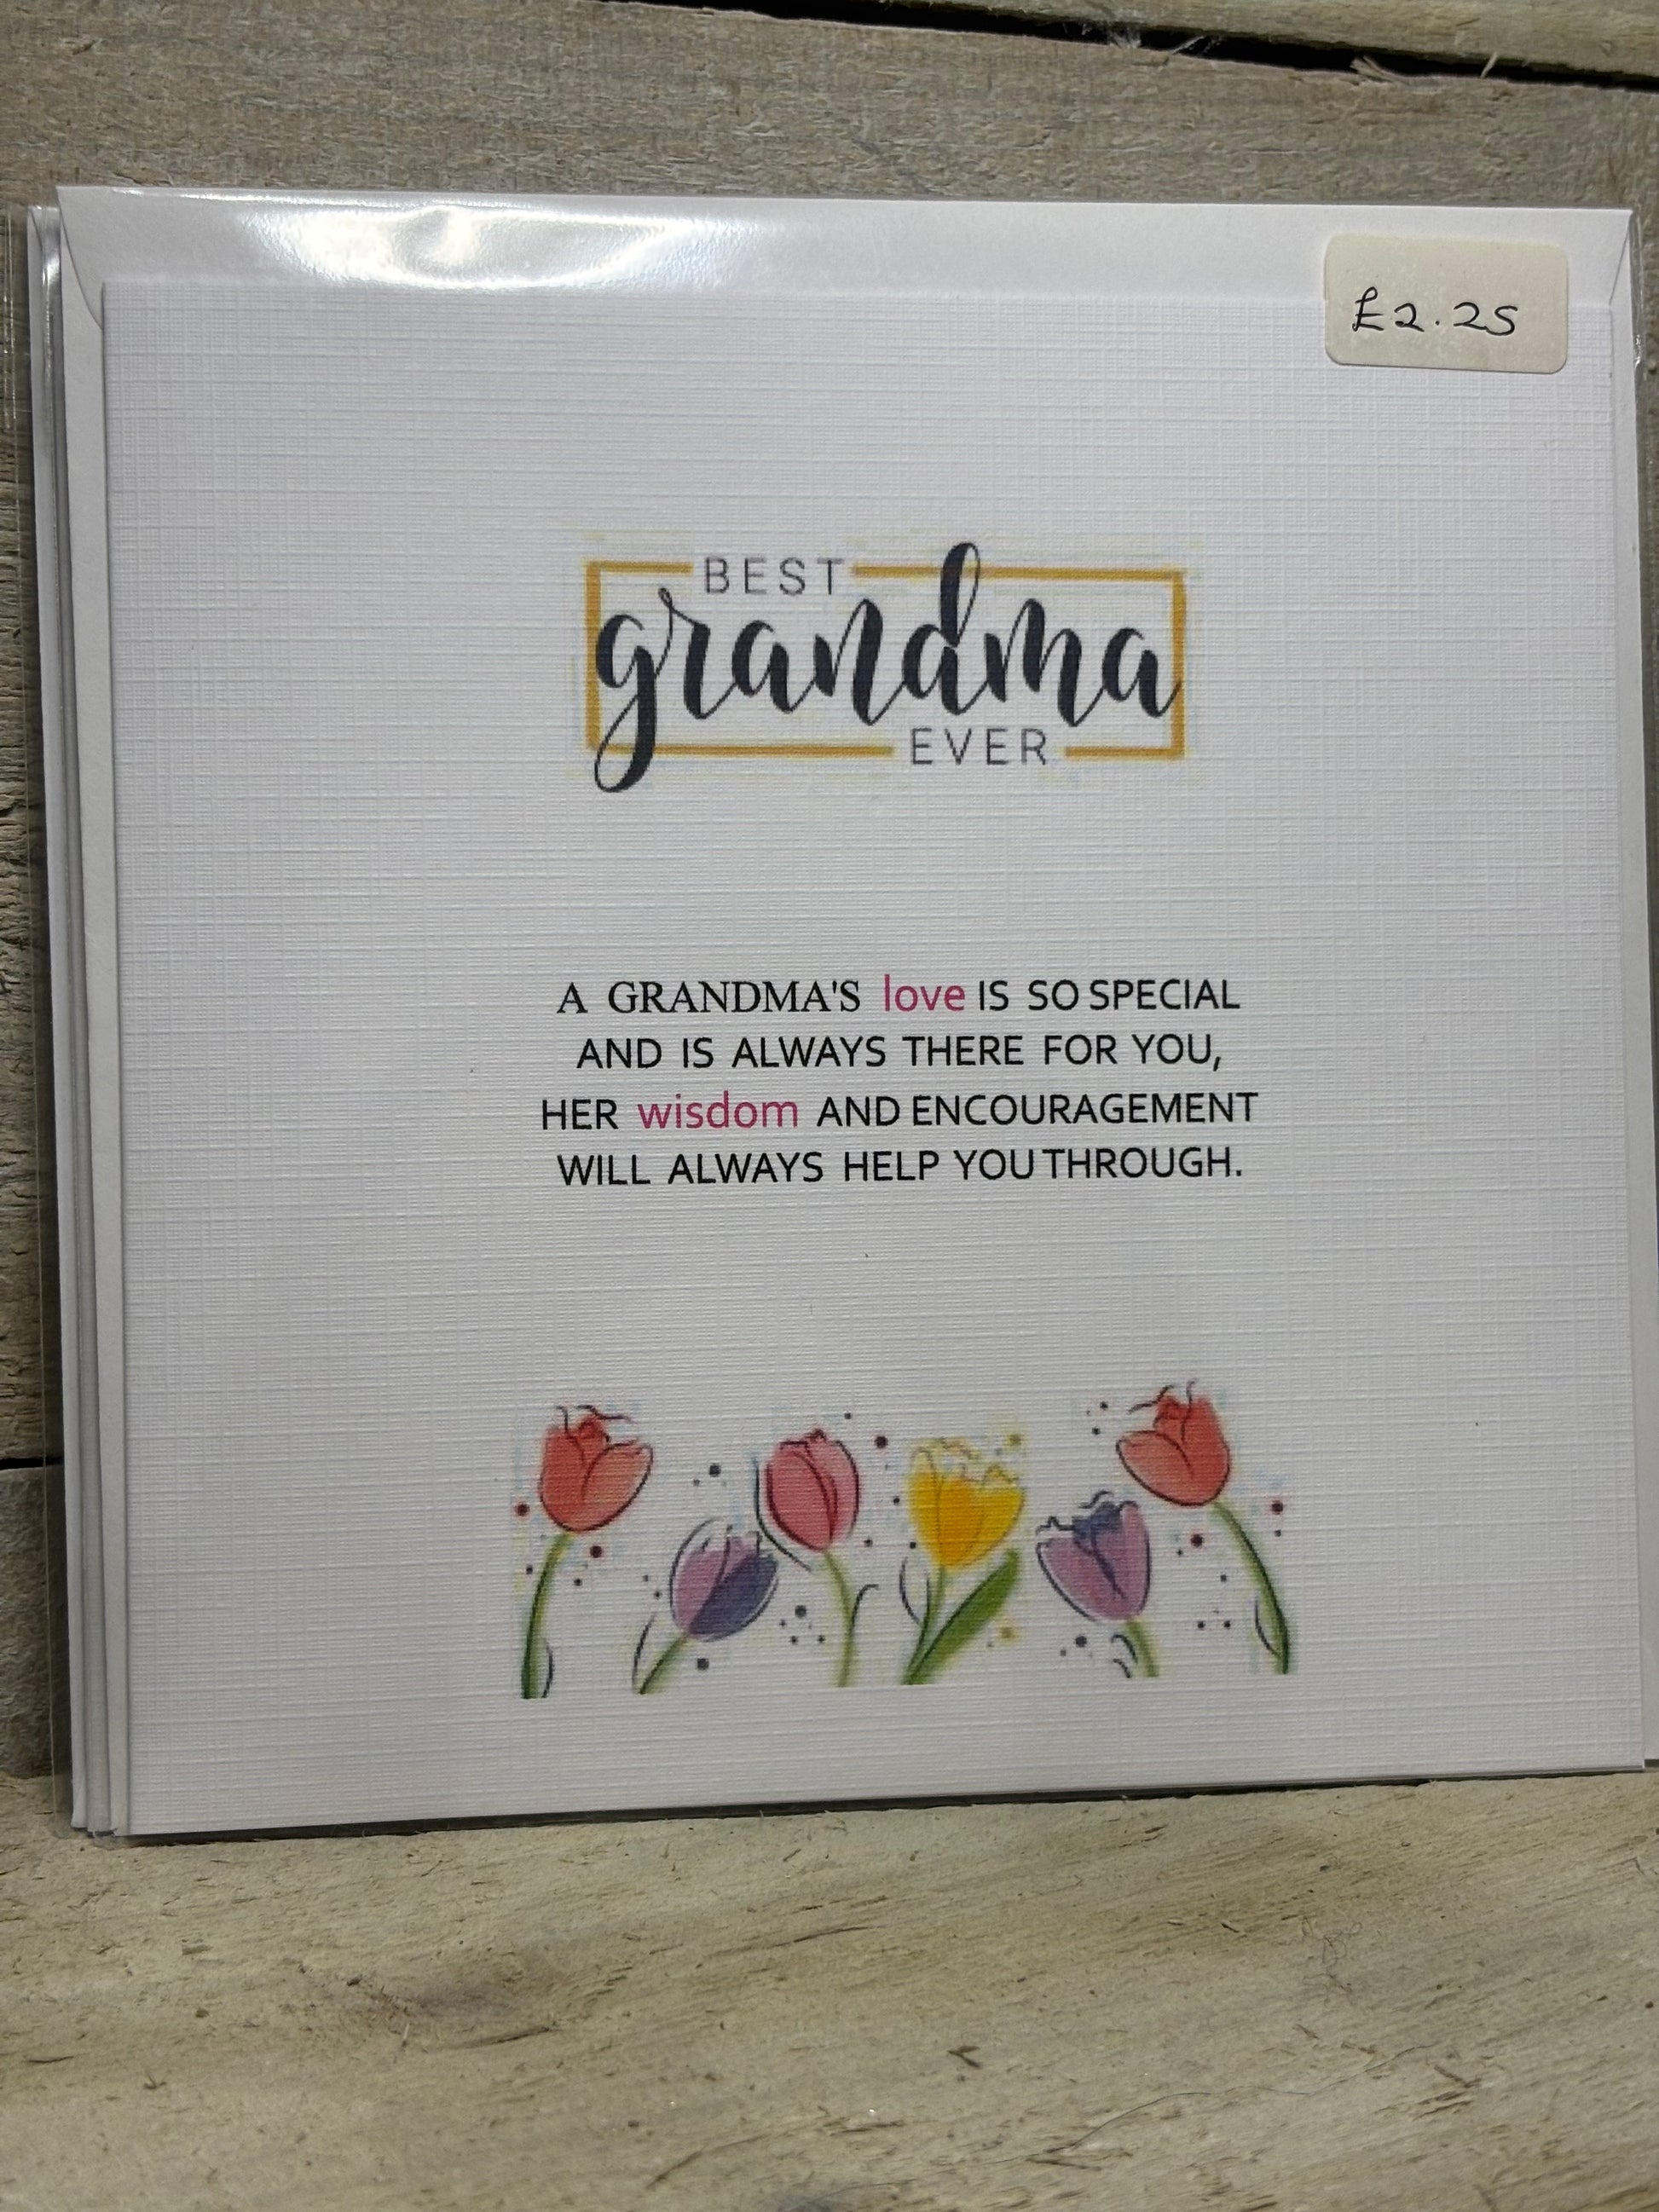 £2.25
BEST
grandma
EVER
A GRANDMA'S love IS SO SPECIAL
AND IS ALWAYS THERE FOR YOU,
HER wisdom AND ENCOURAGEMENT
WILL ALWAYS HELP YOU THROUGH.